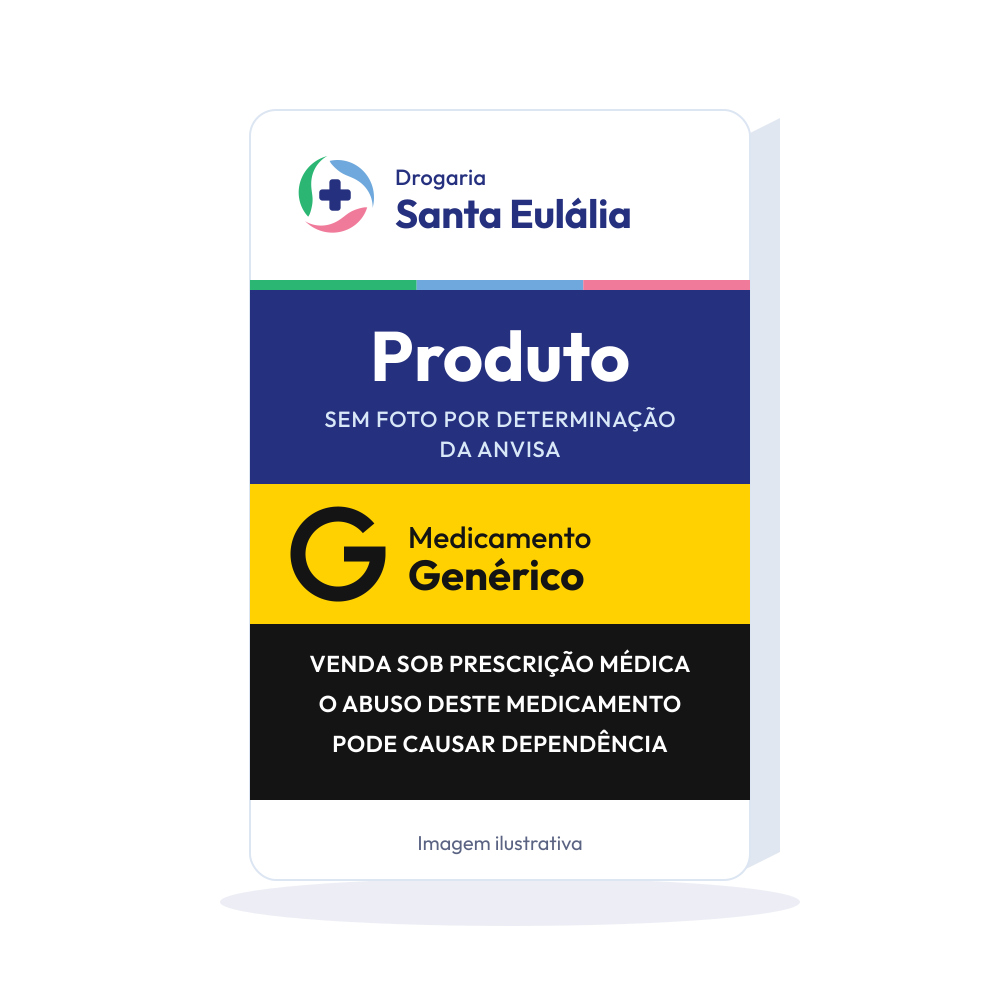 Drogaria
Santa Eulália
Produto
SEM FOTO POR DETERMINAÇÃO
DA ANVISA
G
Medicamento
Genérico
VENDA SOB PRESCRIÇÃO MÉDICA
O ABUSO DESTE MEDICAMENTO
PODE CAUSAR DEPENDÊNCIA
Imagem ilustrativa